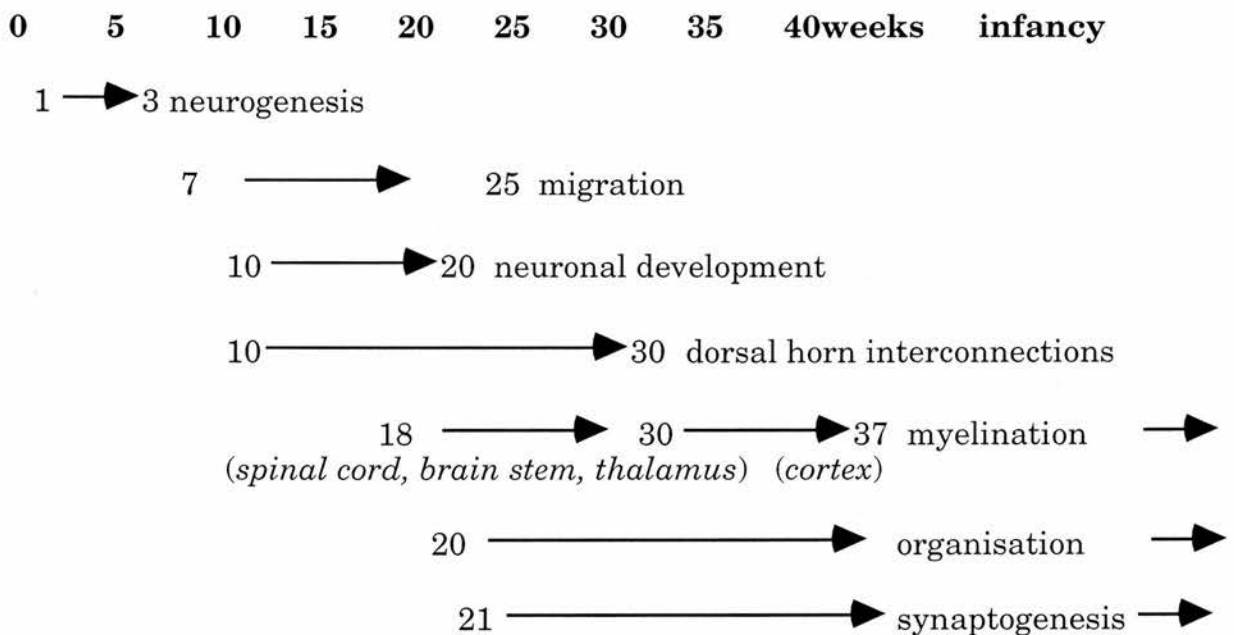 0 5 10 15 20 25 30 35 40weeks infancy
1 3 neurogenesis
7 25 migration
10 20 neuronal development
10 30 dorsal horn interconnections
18 30 37 myelination
(spinal cord, brain stem, thalamus) (cortex)
20 organisation
21 synaptogenesis